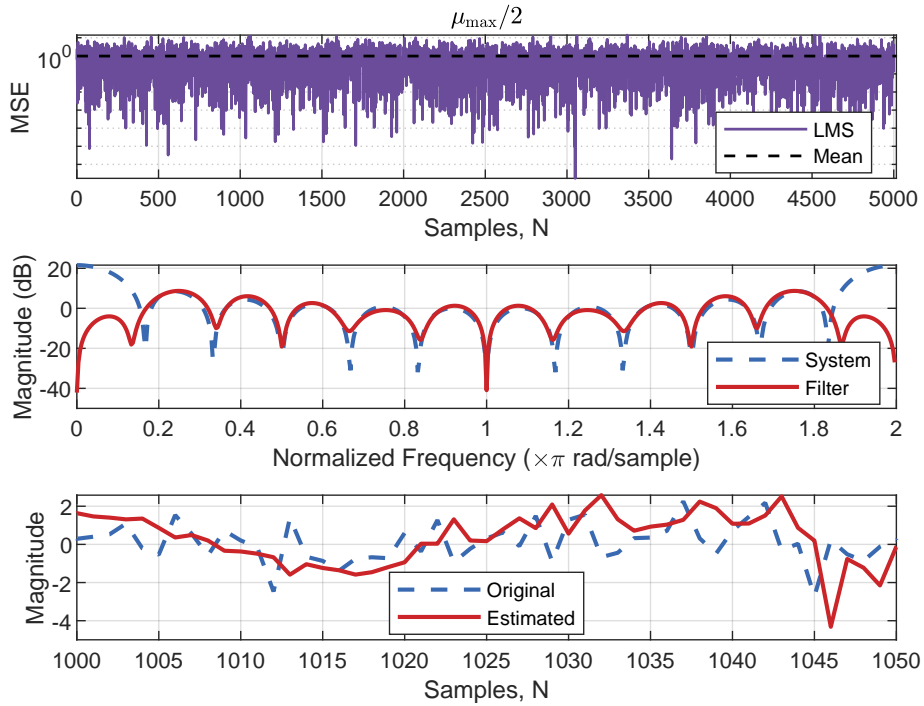 μmax/2
MSE
10^0
LMS
Mean
0 500 1000 1500 2000 2500 3000 3500 4000 4500 5000
Samples, N
Magnitude (dB)
20
0
-20
-40
System
Filter
0 0.2 0.4 0.6 0.8 1 1.2 1.4 1.6 1.8 2
Normalized Frequency (×π rad/sample)
Magnitude
2
0
-2
-4
Original
Estimated
1000 1005 1010 1015 1020 1025 1030 1035 1040 1045 1050
Samples, N